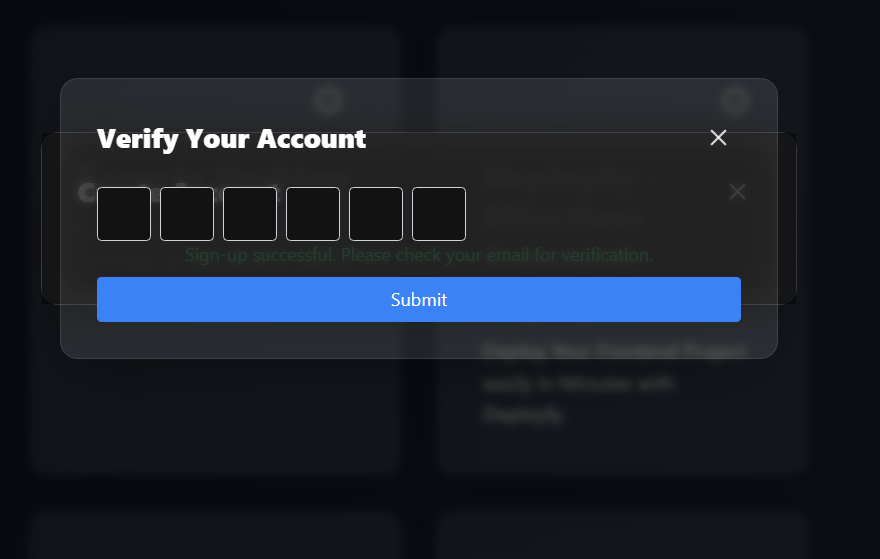 Verify Your Account
Sign-up successful. Please check your email for verification.
Submit
Deploy Your Frontend Project
easily in Minutes with
Deployfy.